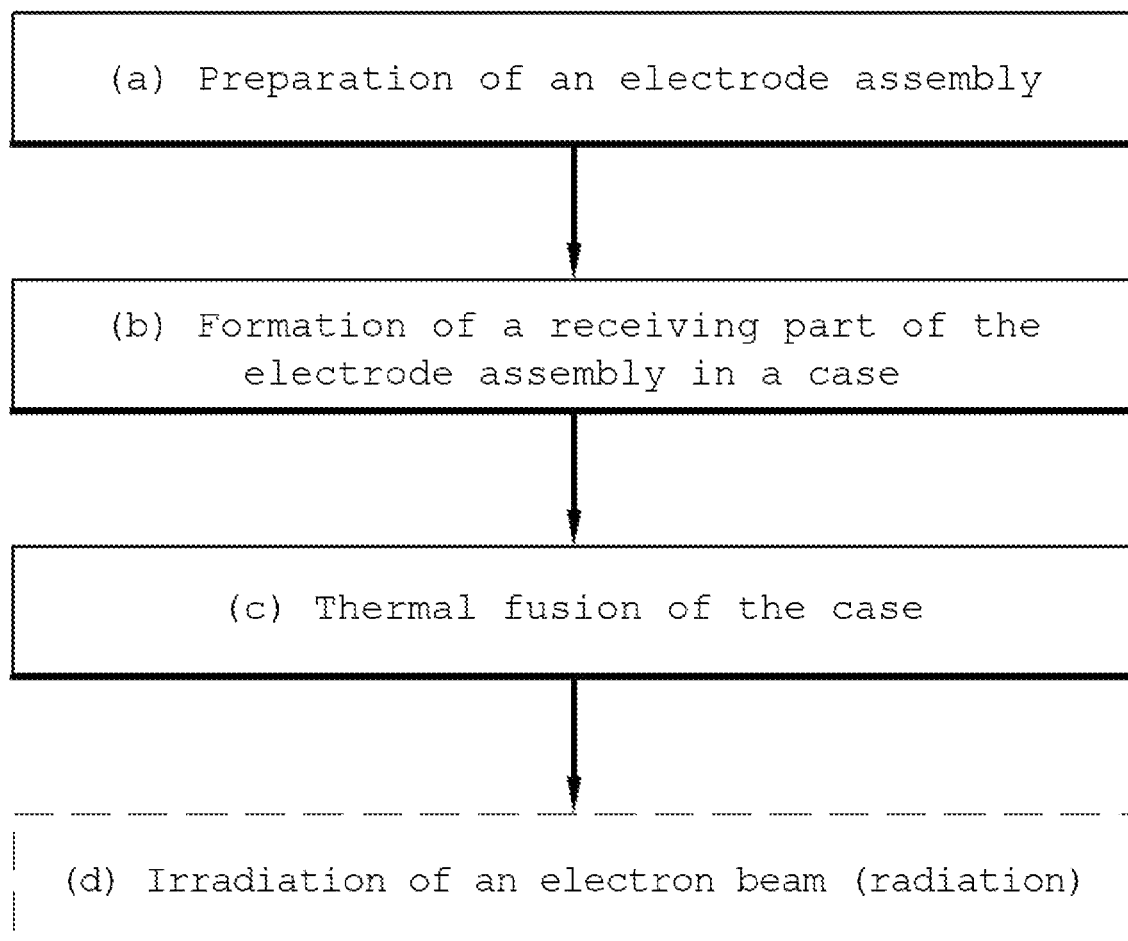 (a) Preparation of an electrode assembly
(b) Formation of a receiving part of the
electrode assembly in a case
(c) Thermal fusion of the case
(d) Irradiation of an electron beam (radiation)